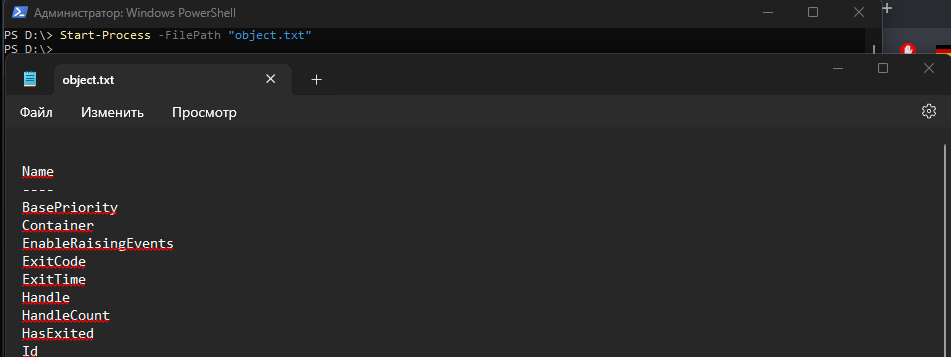 Администратор: Windows PowerShell
PS D:\> Start-Process -FilePath "object.txt"
PS D:\>
object.txt
Файл Изменить Просмотр
Name
----
BasePriority
Container
EnableRaisingEvents
ExitCode
ExitTime
Handle
HandleCount
HasExited
Id